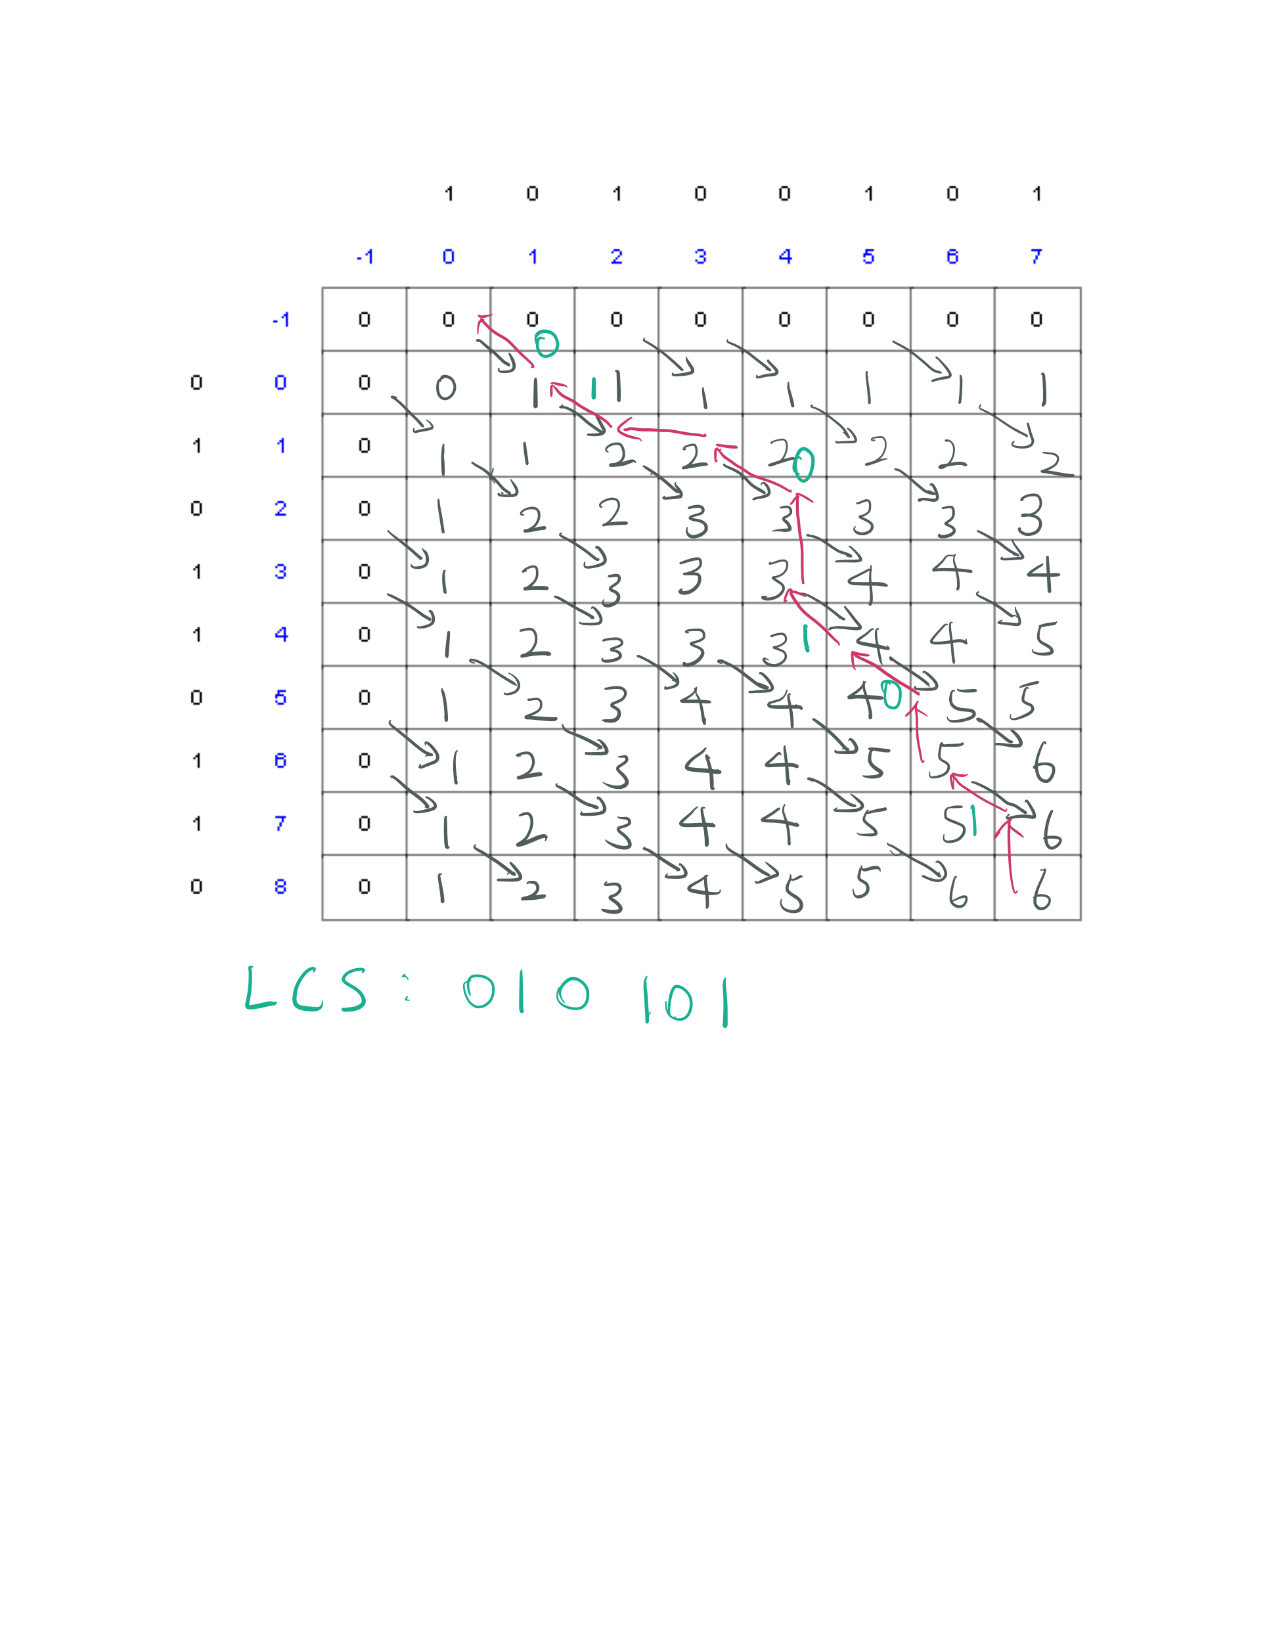 1 0 1 0 0 1 0 1
-1 0 1 2 3 4 5 6 7
-1 0 0 0 0 0 0 0 0 0
0
0 0 0 0 1 1 1 1 1 1 1 1
1 1 0 1 1 2 2 2 0 2 2 2
0 2 0 1 2 2 3 3 3 3 3
1 3 0 1 2 3 3 3 4 4 4
1 4 0 1 2 3 3 3 1 4 4 5
0 5 0 1 2 3 4 4 4 0 5 5
1 6 0 1 2 3 4 4 5 5 6
1 7 0 1 2 3 4 4 5 5 1 6
0 8 0 1 2 3 4 5 5 6 6
LCS: 010 101